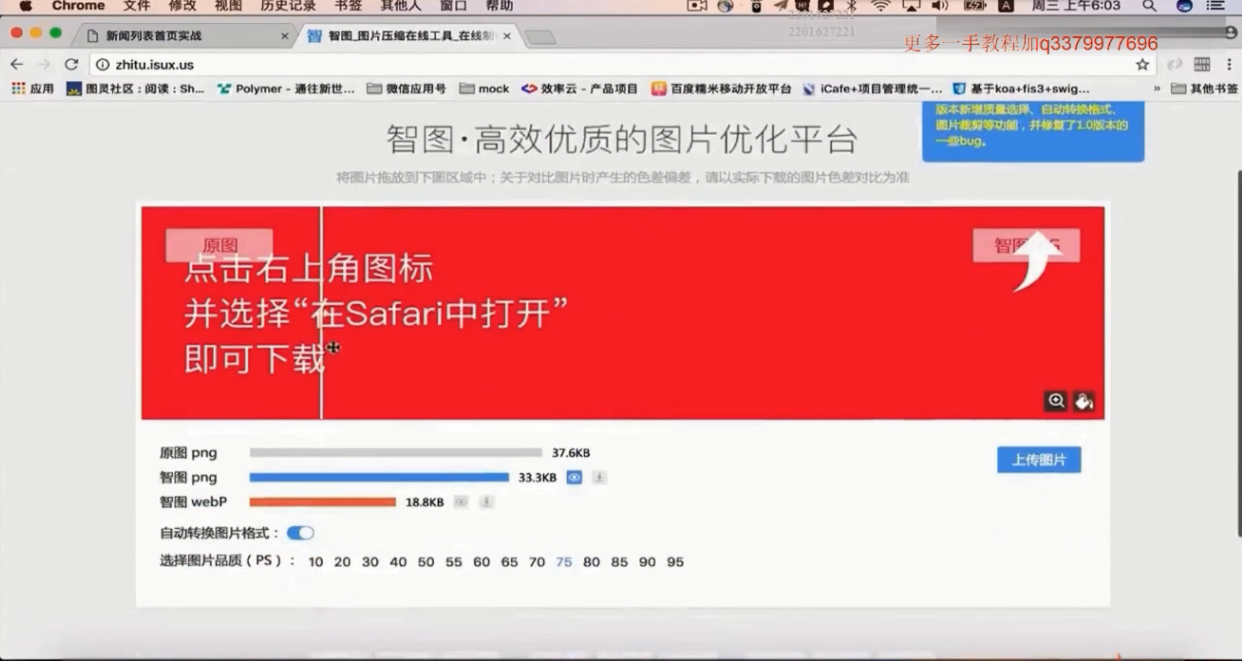 Chrome 文件 修改 视图 历史记录 书签 其他人 窗口 帮助
周三 上午6:03
2201627221
更多一手教程加q3379977696
新闻列表首页实战
智图_图片压缩在线工具_在线制
zhitu.isux.us
应用 图灵社区：阅读：Sh... Polymer - 通往新世... 微信应用号 mock 效率云 - 产品项目 百度糯米移动开放平台 iCafe+项目管理统一... 基于koa+fis3+swig... » 其他书签
版本新增质量选择、自动转换格式、
图片裁剪等功能，并修复了1.0版本的
一些bug。
智图·高效优质的图片优化平台
将图片拖放到下面区域中；关于对比图片时产生的色差偏差，请以实际下载的图片色差对比为准
原图
智图
点击右上角图标
并选择“在Safari中打开”
即可下载
原图 png 37.6KB
智图 png 33.3KB
智图 webP 18.8KB
上传图片
自动转换图片格式：
选择图片品质（PS）： 10 20 30 40 50 55 60 65 70 75 80 85 90 95